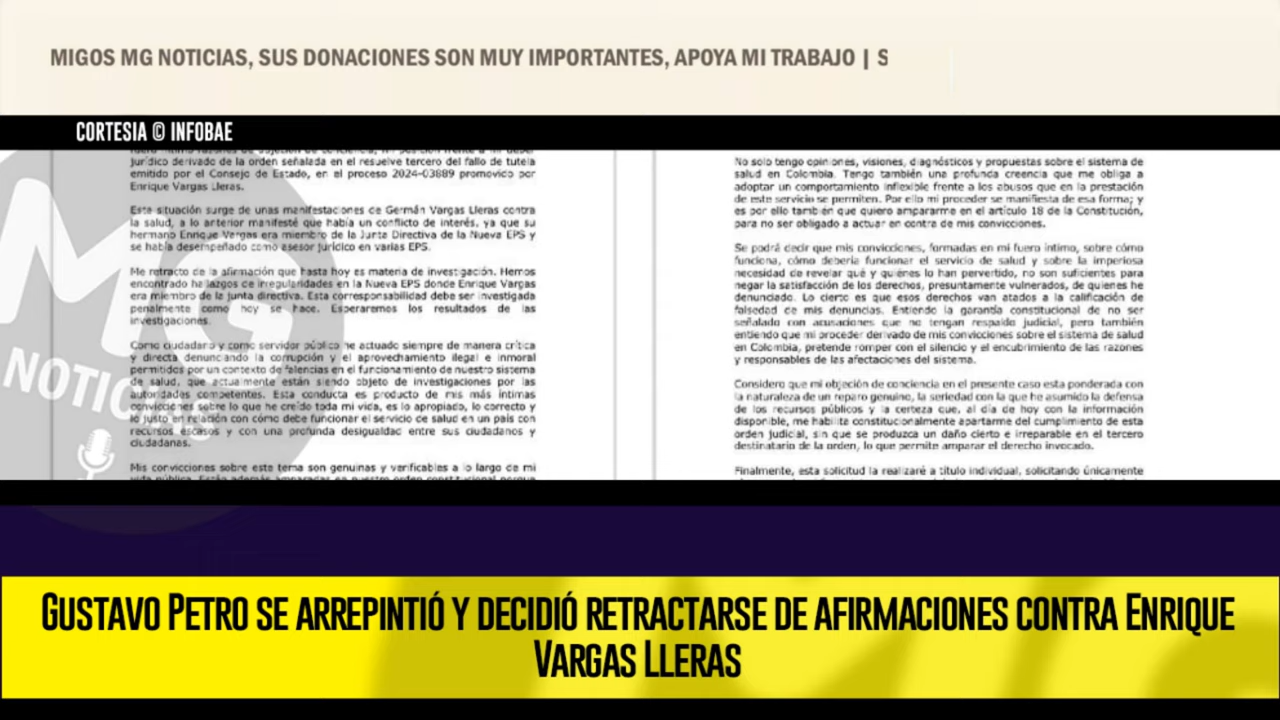 MIGOS MG NOTICIAS, SUS DONACIONES SON MUY IMPORTANTES, APOYA MI TRABAJO | S
CORTESIA © INFOBAE
jurídico derivado de la orden señalada en el resuelve tercero del fallo de tutela
emitido por el Consejo de Estado, en el proceso 2024-03889 promovido por
Enrique Vargas Lleras.
Esta situación surge de unas manifestaciones de Germán Vargas Lleras contra
la salud, a lo anterior manifesté que había un conflicto de interés, ya que su
hermano Enrique Vargas era miembro de la Junta Directiva de la Nueva EPS y
se había desempeñado como asesor jurídico en varias EPS.
Me retracto de la afirmación que hasta hoy es materia de investigación. Hemos
encontrado hallazgos de irregularidades en la Nueva EPS donde Enrique Vargas
era miembro de la junta directiva. Esta corresponsabilidad debe ser investigada
penalmente como hoy se hace. Esperaremos los resultados de las
investigaciones.
Como ciudadano y como servidor público he actuado siempre de manera crítica
y directa denunciando la corrupción y el aprovechamiento ilegal e inmoral
permitidos por un contexto de falencias en el funcionamiento de nuestro sistema
de salud, que actualmente están siendo objeto de investigaciones por las
autoridades competentes. Esta conducta es producto de mis más íntimas
convicciones sobre lo que he creído toda mi vida, es lo apropiado, lo correcto y
lo justo en relación con cómo debe funcionar el servicio de salud en un país con
recursos escasos y con una profunda desigualdad entre sus ciudadanos y
ciudadanas.
Mis convicciones sobre este tema son genuinas y verificables a lo largo de mi
No solo tengo opiniones, visiones, diagnósticos y propuestas sobre el sistema de
salud en Colombia. Tengo también una profunda creencia que me obliga a
adoptar un comportamiento inflexible frente a los abusos que en la prestación
de este servicio se permiten. Por ello mi proceder se manifiesta de esa forma; y
es por ello también que quiero ampararme en el artículo 18 de la Constitución,
para no ser obligado a actuar en contra de mis convicciones.
Se podrá decir que mis convicciones, formadas en mi fuero íntimo, sobre cómo
funciona, cómo debería funcionar el servicio de salud y sobre la imperiosa
necesidad de revelar qué y quiénes lo han pervertido, no son suficientes para
negar la satisfacción de los derechos, presuntamente vulnerados, de quienes he
denunciado. Lo cierto es que esos derechos van atados a la calificación de
falsedad de mis denuncias. Entiendo la garantía constitucional de no ser
señalado con acusaciones que no tengan respaldo judicial, pero también
entiendo que mi proceder derivado de mis convicciones sobre el sistema de salud
en Colombia, pretende romper con el silencio y el encubrimiento de las razones
y responsables de las afectaciones del sistema.
Considero que mi objeción de conciencia en el presente caso esta ponderada con
la naturaleza de un reparo genuino, la seriedad con la que he asumido la defensa
de los recursos públicos y la certeza que, al día de hoy con la información
disponible, me habilita constitucionalmente apartarme del cumplimiento de esta
orden judicial, sin que se produzca un daño cierto e irreparable en el tercero
destinatario de la orden, lo que permite amparar el derecho invocado.
Finalmente, esta solicitud la realizaré a título individual, solicitando únicamente
MG
NOTICIAS
GUSTAVO PETRO SE ARREPINTIÓ Y DECIDIÓ RETRACTARSE DE AFIRMACIONES CONTRA ENRIQUE
VARGAS LLERAS